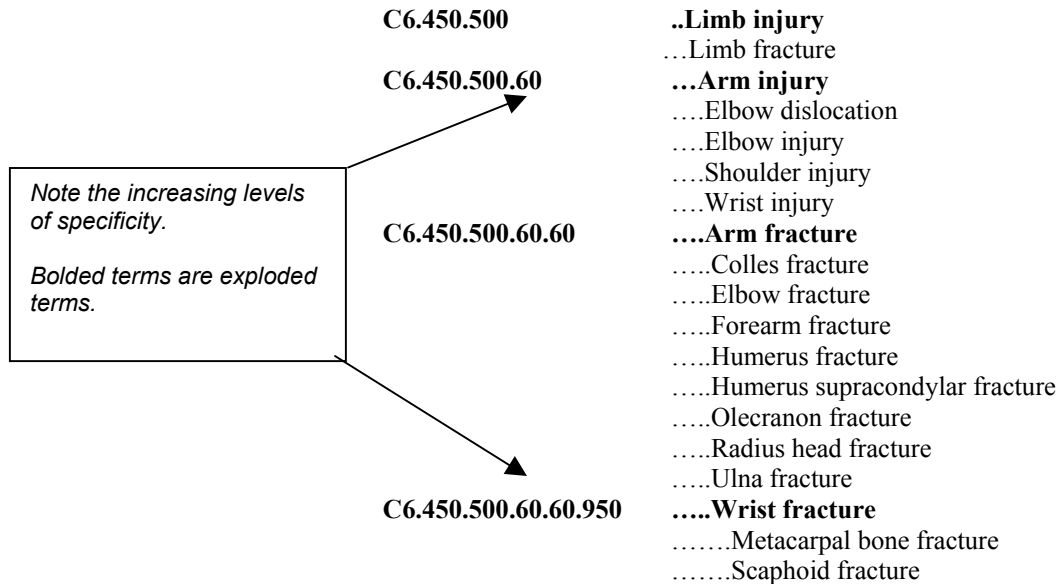 C6.450.500 ..Limb injury
…Limb fracture
C6.450.500.60 …Arm injury
….Elbow dislocation
….Elbow injury
….Shoulder injury
….Wrist injury
Note the increasing levels
of specificity.
Bolded terms are exploded
terms.
C6.450.500.60.60 ….Arm fracture
…..Colles fracture
…..Elbow fracture
…..Forearm fracture
…..Humerus fracture
…..Humerus supracondylar fracture
…..Olecranon fracture
…..Radius head fracture
…..Ulna fracture
C6.450.500.60.60.950 …..Wrist fracture
…….Metacarpal bone fracture
…….Scaphoid fracture